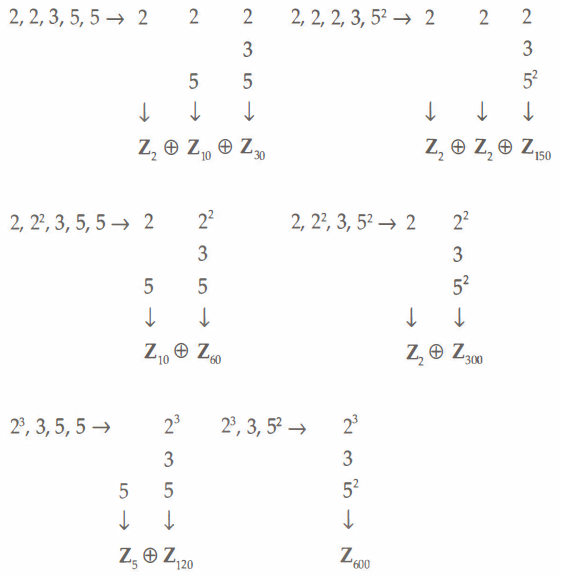 2, 2, 3, 5, 5 → 2 2 2
3
5 5
↓ ↓ ↓
Z₂ ⊕ Z₁₀ ⊕ Z₃₀
2, 2, 2, 3, 5² → 2 2 2
3
5²
↓ ↓ ↓
Z₂ ⊕ Z₂ ⊕ Z₁₅₀
2, 2², 3, 5, 5 → 2 2²
3
5 5
↓ ↓
Z₁₀ ⊕ Z₆₀
2, 2², 3, 5² → 2 2²
3
5²
↓ ↓
Z₂ ⊕ Z₃₀₀
2³, 3, 5, 5 → 2³
3
5 5
↓ ↓
Z₅ ⊕ Z₁₂₀
2³, 3, 5² → 2³
3
5²
↓
Z₆₀₀